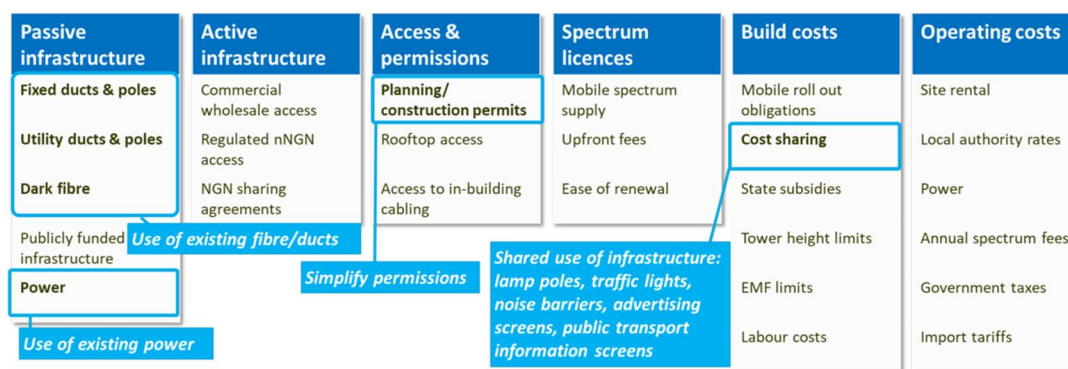 Passive
infrastructure
Fixed ducts & poles
Utility ducts & poles
Dark fibre
Publicly funded
infrastructure
Power
Use of existing fibre/ducts
Use of existing power
Active
infrastructure
Commercial
wholesale access
Regulated nNGN
access
NGN sharing
agreements
Access &
permissions
Planning/
construction permits
Rooftop access
Access to in-building
cabling
Simplify permissions
Spectrum
licences
Mobile spectrum
supply
Upfront fees
Ease of renewal
Shared use of infrastructure:
lamp poles, traffic lights,
noise barriers, advertising
screens, public transport
information screens
Build costs
Mobile roll out
obligations
Cost sharing
State subsidies
Tower height limits
EMF limits
Labour costs
Operating costs
Site rental
Local authority rates
Power
Annual spectrum fees
Government taxes
Import tariffs